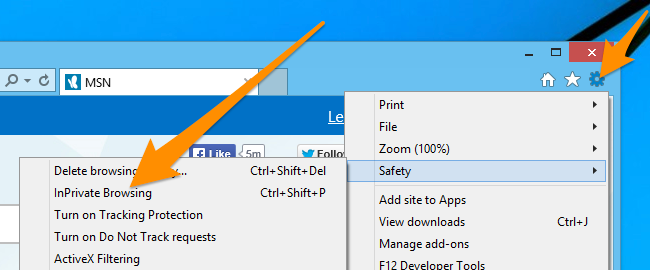 MSN
Le
Like
5m
Follow
Print
File
Zoom (100%)
Safety
Add site to Apps
View downloads Ctrl+J
Manage add-ons
F12 Developer Tools
Delete browsing y... Ctrl+Shift+Del
InPrivate Browsing Ctrl+Shift+P
Turn on Tracking Protection
Turn on Do Not Track requests
ActiveX Filtering